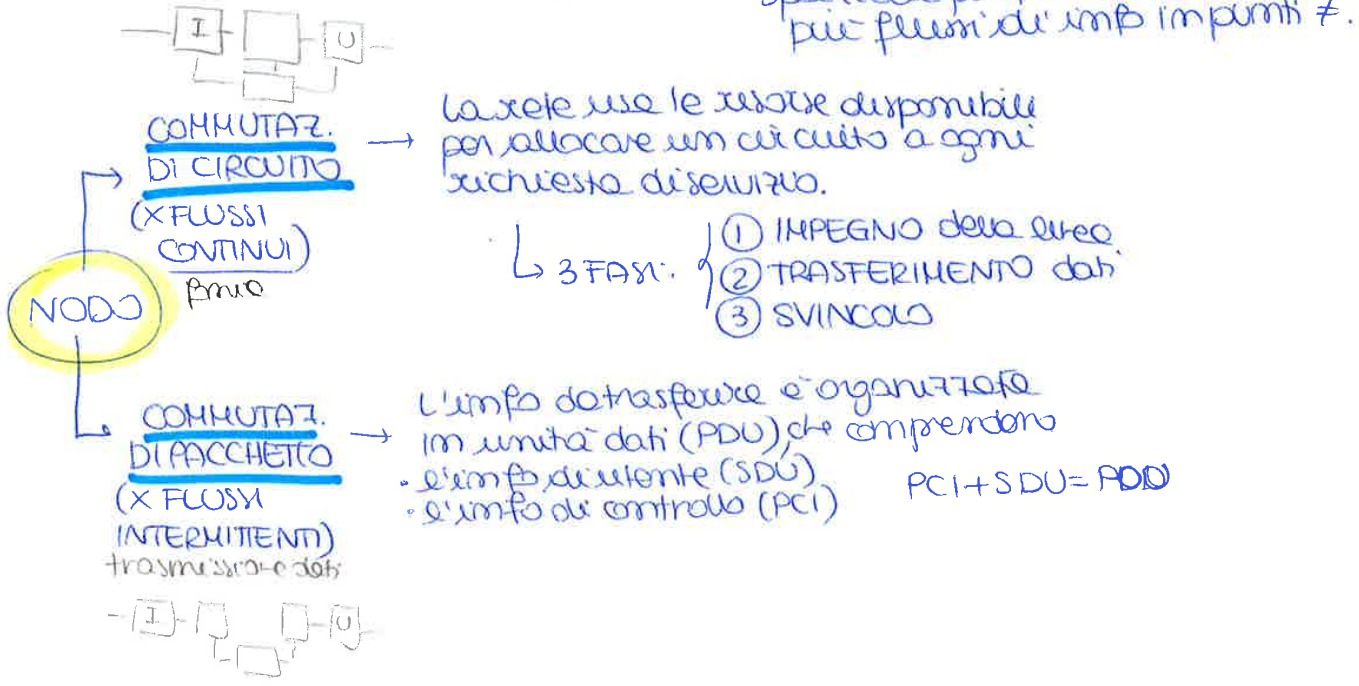 più flussi di info in punti ≠.
I
U
COMMUTAZ.
DI CIRCUITO
(X FLUSSI
CONTINUI)
La rete usa le risorse disponibili
per allocare un circuito a ogni
richiesta di servizio.
↳ 3 FASI:
① IMPEGNO della linea
② TRASFERIMENTO dati
③ SVINCOLO
NODO
COMMUTAZ.
DI PACCHETTO
(X FLUSSI
INTERMITTENTI)
trasmissione dati
L'info da trasferire è organizzata
in unità dati (PDU), che comprendono
• l'info di utente (SDU)
• l'info di controllo (PCI)
PCI+SDU=PDU
I
U